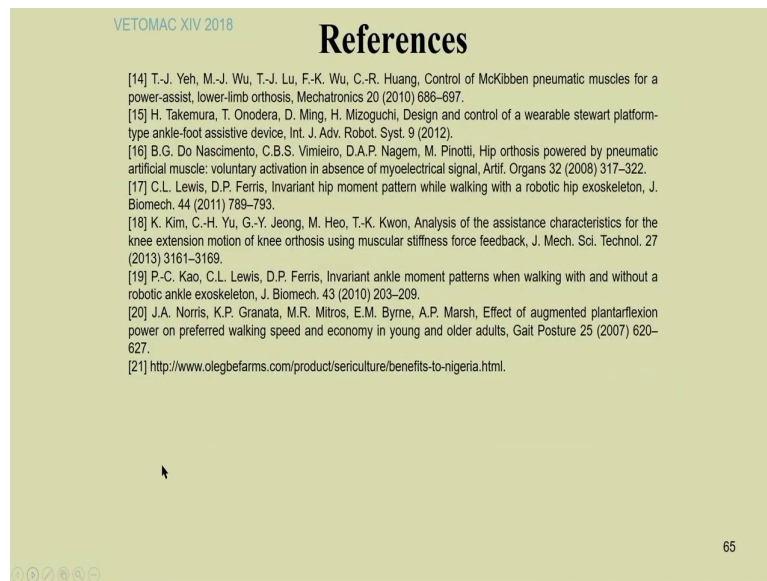 VETOMAC XIV 2018
References
[14] T.-J. Yeh, M.-J. Wu, T.-J. Lu, F.-K. Wu, C.-R. Huang, Control of McKibben pneumatic muscles for a
power-assist, lower-limb orthosis, Mechatronics 20 (2010) 686–697.
[15] H. Takemura, T. Onodera, D. Ming, H. Mizoguchi, Design and control of a wearable stewart platform-
type ankle-foot assistive device, Int. J. Adv. Robot. Syst. 9 (2012).
[16] B.G. Do Nascimento, C.B.S. Vimieiro, D.A.P. Nagem, M. Pinotti, Hip orthosis powered by pneumatic
artificial muscle: voluntary activation in absence of myoelectrical signal, Artif. Organs 32 (2008) 317–322.
[17] C.L. Lewis, D.P. Ferris, Invariant hip moment pattern while walking with a robotic hip exoskeleton, J.
Biomech. 44 (2011) 789–793.
[18] K. Kim, C.-H. Yu, G.-Y. Jeong, M. Heo, T.-K. Kwon, Analysis of the assistance characteristics for the
knee extension motion of knee orthosis using muscular stiffness force feedback, J. Mech. Sci. Technol. 27
(2013) 3161–3169.
[19] P.-C. Kao, C.L. Lewis, D.P. Ferris, Invariant ankle moment patterns when walking with and without a
robotic ankle exoskeleton, J. Biomech. 43 (2010) 203–209.
[20] J.A. Norris, K.P. Granata, M.R. Mitros, E.M. Byrne, A.P. Marsh, Effect of augmented plantarflexion
power on preferred walking speed and economy in young and older adults, Gait Posture 25 (2007) 620–
627.
[21] http://www.olegbefarms.com/product/sericulture/benefits-to-nigeria.html.
65